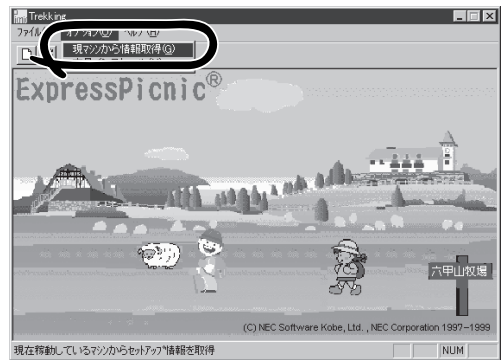 Trekking
ファイル オプション(O) ヘルプ(H)
現マシンから情報取得(G)
ExpressPicnic®
六甲山牧場
(C) NEC Software Kobe, Ltd. , NEC Corporation 1997-1999
現在稼動しているマシンからセットアップ情報を取得
NUM